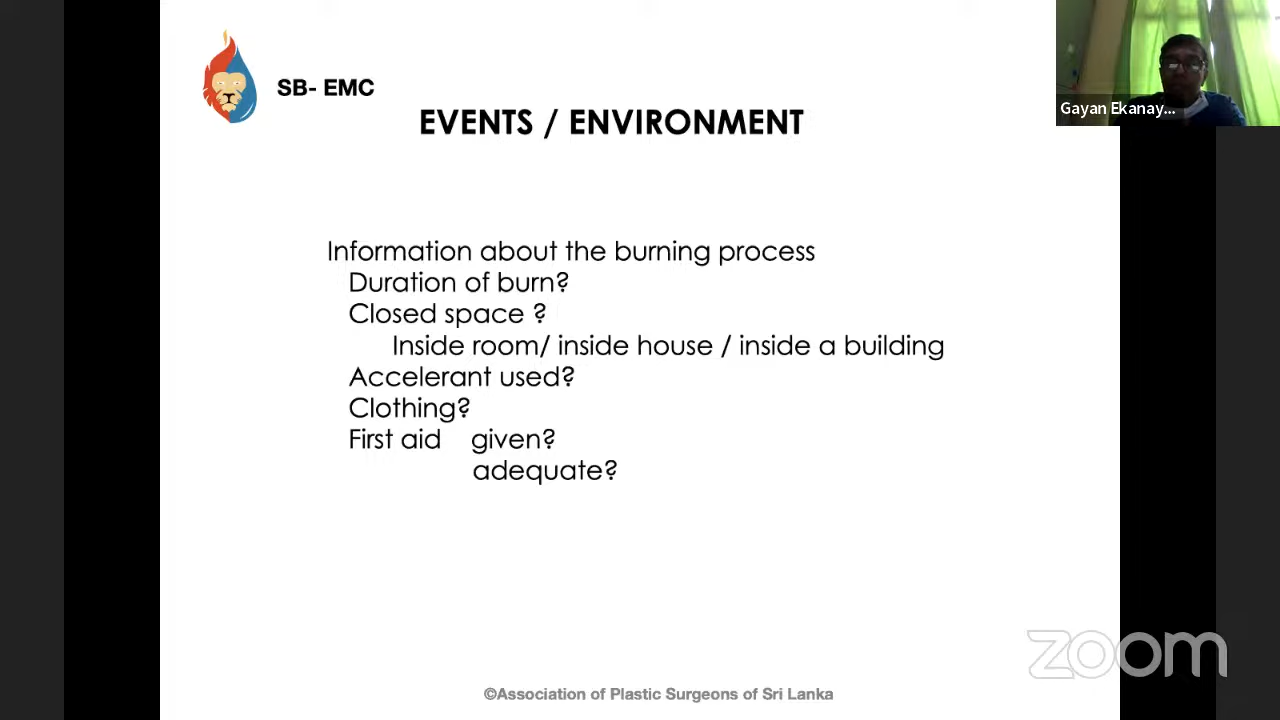 SB- EMC
EVENTS / ENVIRONMENT
Gayan Ekanay...
Information about the burning process
Duration of burn?
Closed space ?
Inside room/ inside house / inside a building
Accelerant used?
Clothing?
First aid given?
adequate?
zoom
©Association of Plastic Surgeons of Sri Lanka